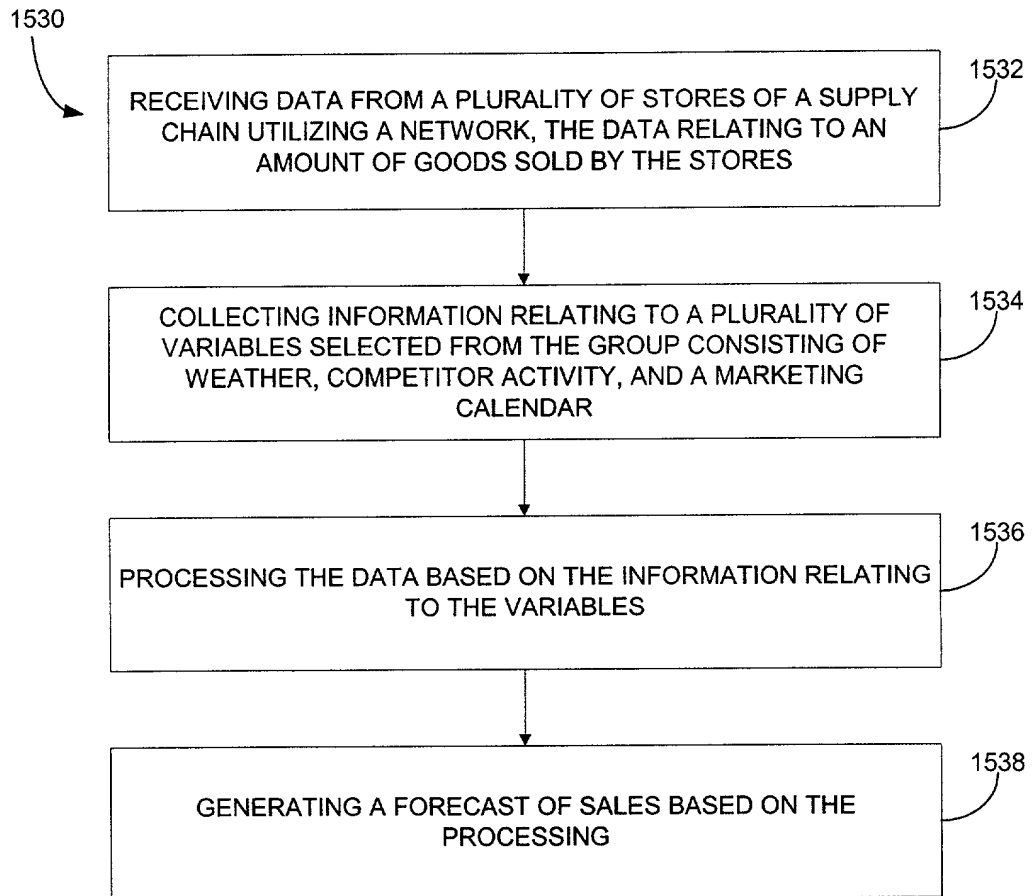 1530
1532
RECEIVING DATA FROM A PLURALITY OF STORES OF A SUPPLY
CHAIN UTILIZING A NETWORK, THE DATA RELATING TO AN
AMOUNT OF GOODS SOLD BY THE STORES
1534
COLLECTING INFORMATION RELATING TO A PLURALITY OF
VARIABLES SELECTED FROM THE GROUP CONSISTING OF
WEATHER, COMPETITOR ACTIVITY, AND A MARKETING
CALENDAR
1536
PROCESSING THE DATA BASED ON THE INFORMATION RELATING
TO THE VARIABLES
1538
GENERATING A FORECAST OF SALES BASED ON THE
PROCESSING